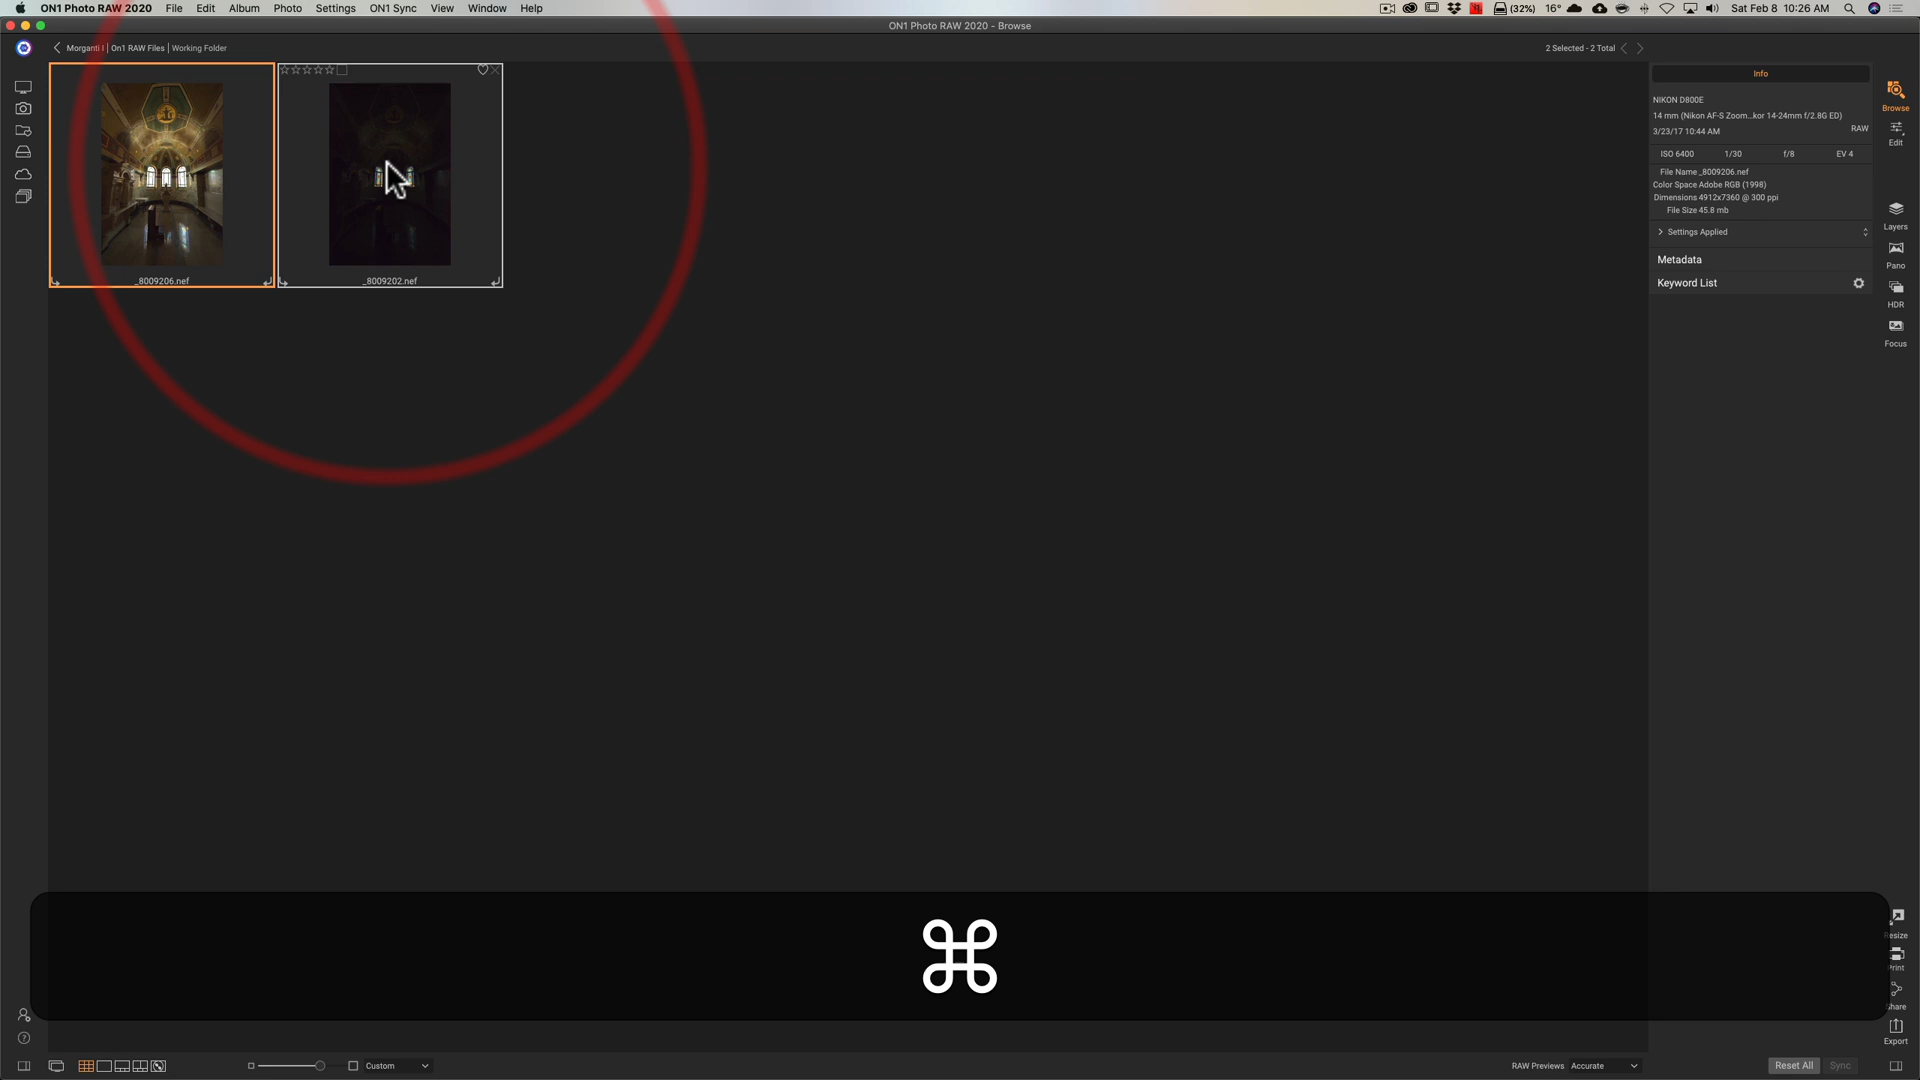 ON1 Photo RAW 2020 File Edit Album Photo Settings ON1 Sync View Window Help (32%) 16° Sat Feb 8 10:26 AM
ON1 Photo RAW 2020 - Browse
Morganti I | On1 RAW Files | Working Folder
2 Selected - 2 Total
_8009206.nef
_8009202.nef
Info
NIKON D800E
14 mm (Nikon AF-S Zoom...kor 14-24mm f/2.8G ED)
3/23/17 10:44 AM RAW
ISO 6400 1/30 f/8 EV 4
File Name _8009206.nef
Color Space Adobe RGB (1998)
Dimensions 4912x7360 @ 300 ppi
File Size 45.8 mb
Settings Applied
Metadata
Keyword List
Browse
Edit
Layers
Pano
HDR
Focus
⌘
Resize
Print
Share
Export
Custom
RAW Previews Accurate
Reset All
Sync